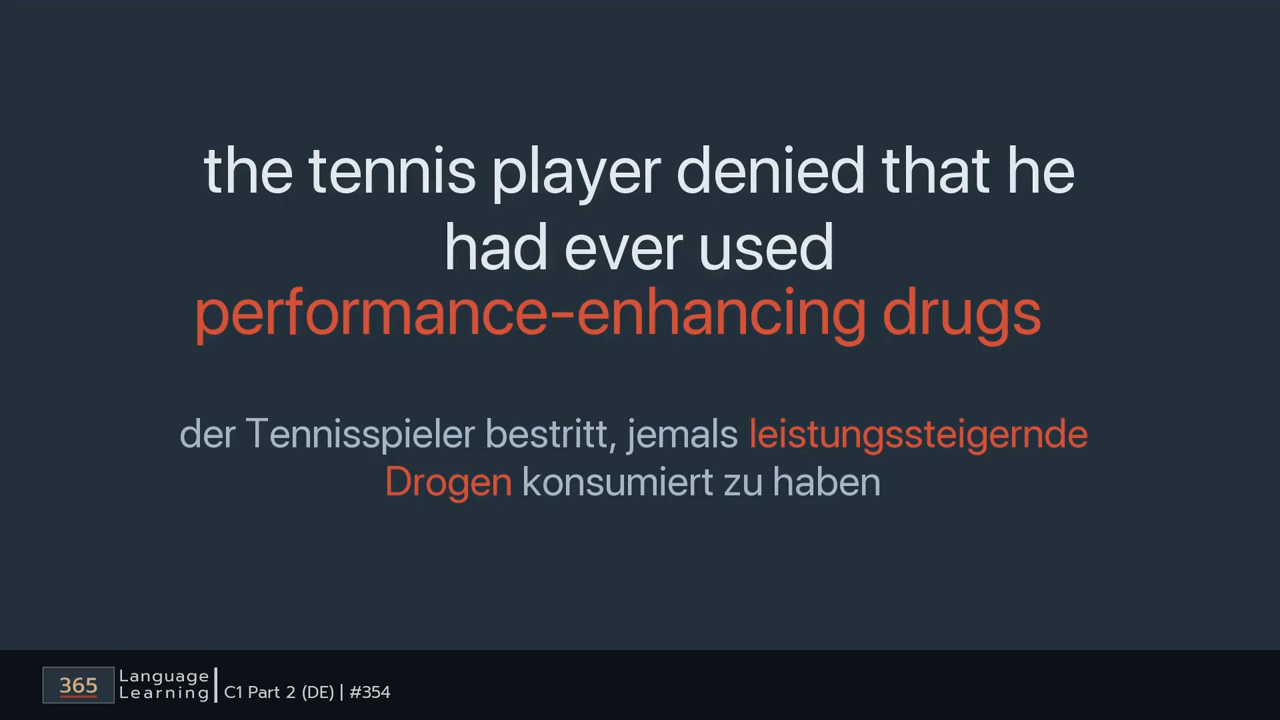 the tennis player denied that he
had ever used
performance-enhancing drugs
der Tennisspieler bestritt, jemals leistungssteigernde
Drogen konsumiert zu haben
365
Language
Learning
C1 Part 2 (DE) | #354